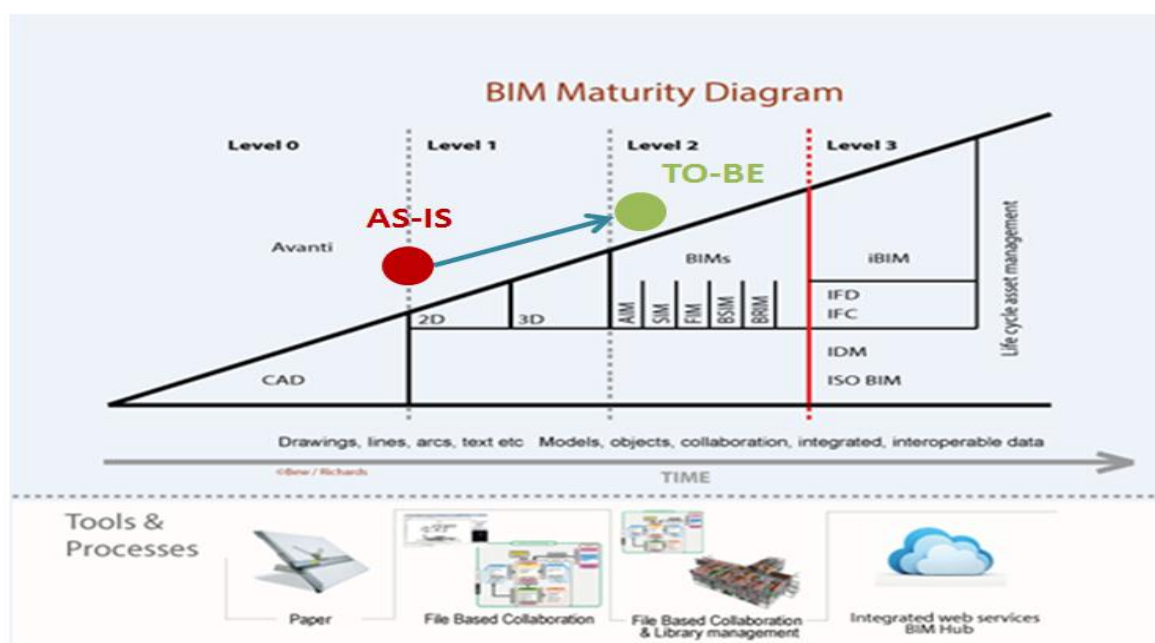 BIM Maturity Diagram
Level 0
Level 1
Level 2
Level 3
TO-BE
AS-IS
Avanti
BIMs
iBIM
2D
3D
AIM
SIM
FIM
BSIM
BRIM
IFD
IFC
Life cycle asset management
CAD
IDM
ISO BIM
Drawings, lines, arcs, text etc
Models, objects, collaboration, integrated, interoperable data
©Bew / Richards
TIME
Tools &
Processes
Paper
File Based Collaboration
File Based Collaboration
& Library management
Integrated web services
BIM Hub